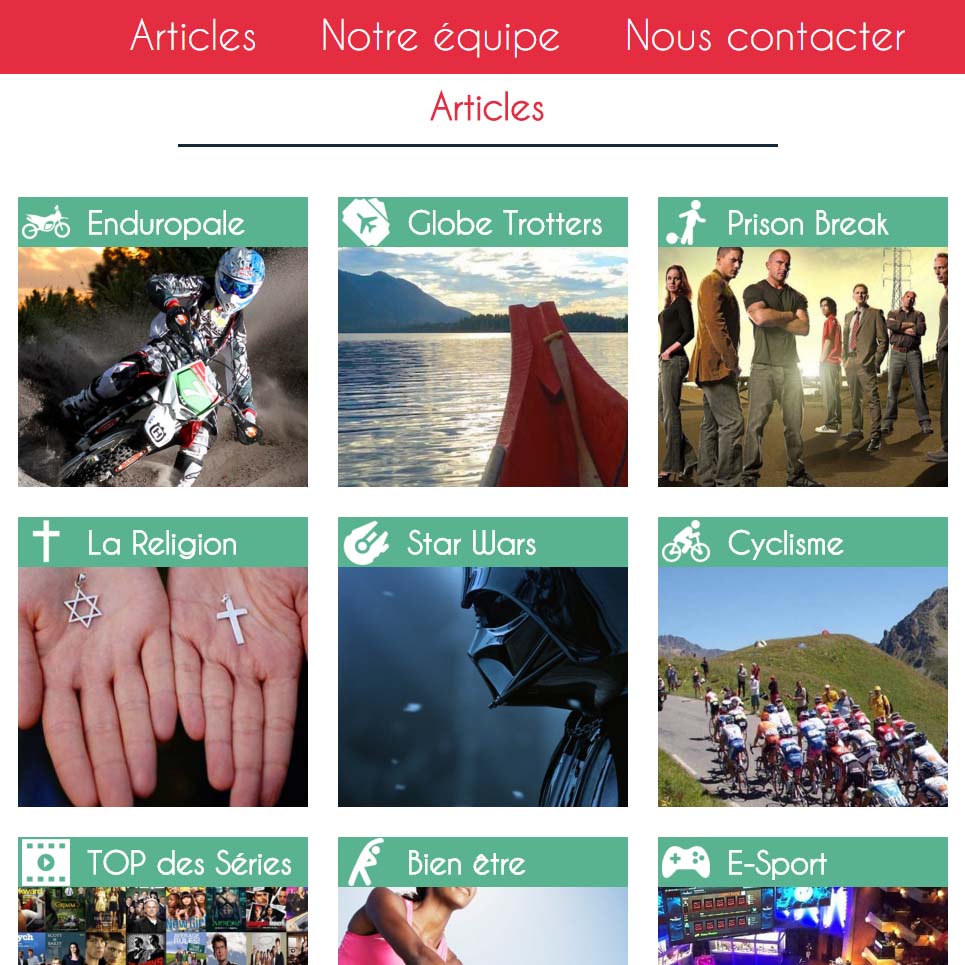 Articles Notre équipe Nous contacter
Articles
Enduropale
Globe Trotters
Prison Break
La Religion
Star Wars
Cyclisme
TOP des Séries
Bien être
E-Sport
GRIMM